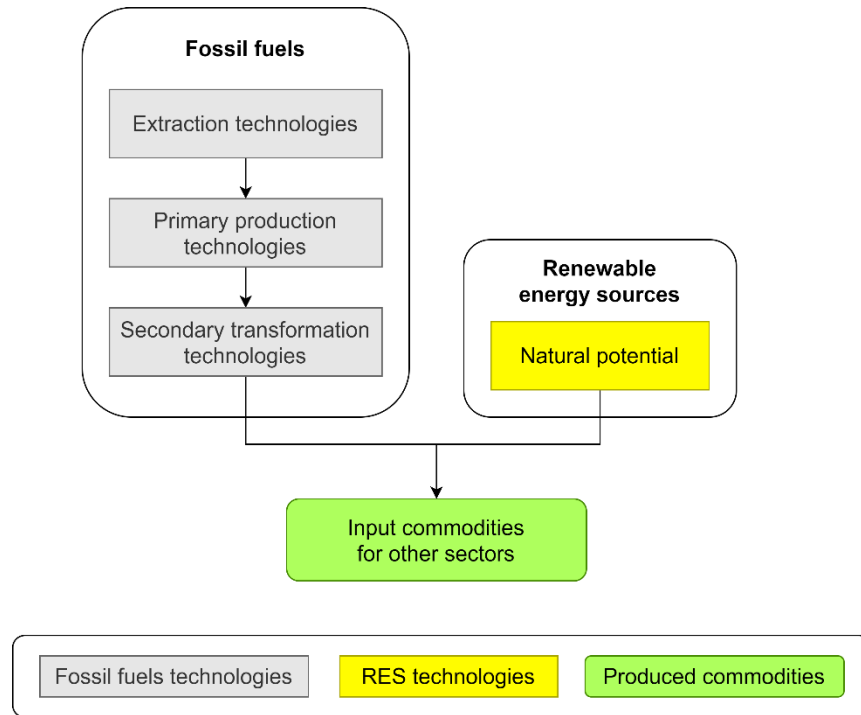 Fossil fuels
Extraction technologies
Primary production
technologies
Secondary transformation
technologies
Renewable
energy sources
Natural potential
Input commodities
for other sectors
Fossil fuels technologies
RES technologies
Produced commodities